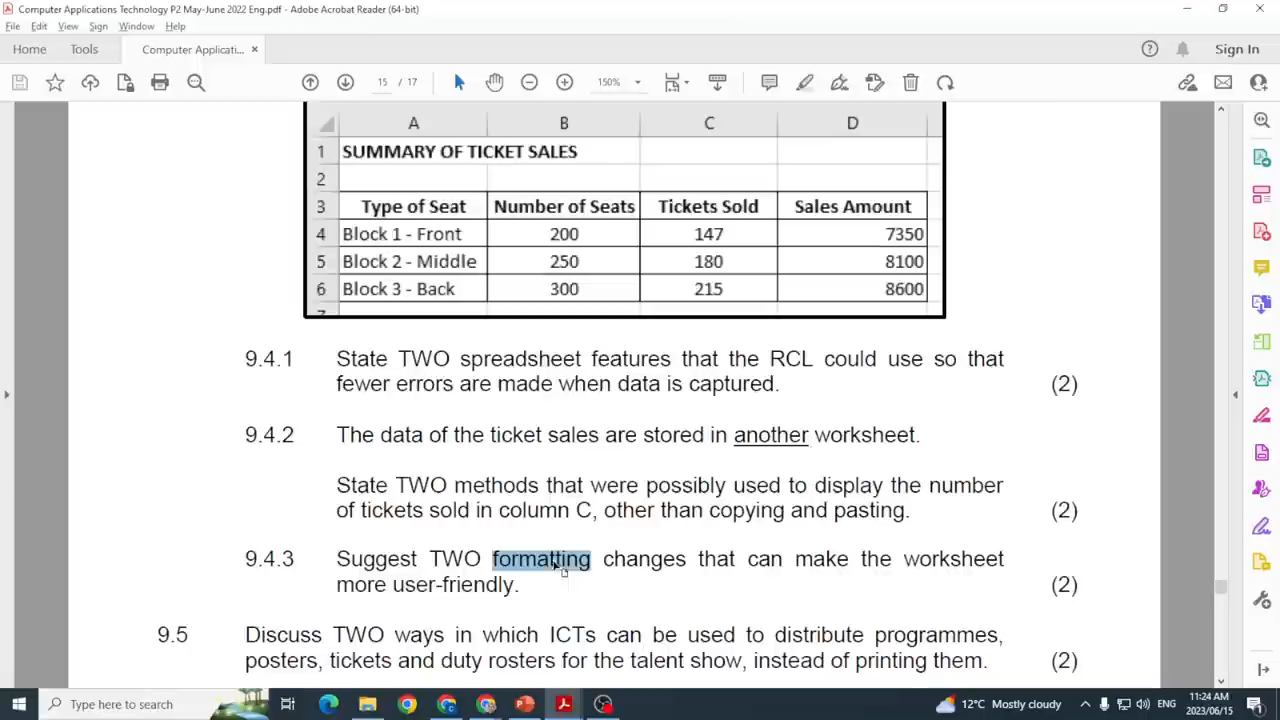 Computer Applications Technology P2 May-June 2022 Eng.pdf - Adobe Acrobat Reader (64-bit)
File Edit View Sign Window Help
Home Tools Computer Applicati... × Sign In
15 / 17 150%
A B C D
1 SUMMARY OF TICKET SALES
2
3 Type of Seat Number of Seats Tickets Sold Sales Amount
4 Block 1 - Front 200 147 7350
5 Block 2 - Middle 250 180 8100
6 Block 3 - Back 300 215 8600
7
9.4.1 State TWO spreadsheet features that the RCL could use so that
fewer errors are made when data is captured. (2)
9.4.2 The data of the ticket sales are stored in another worksheet.
State TWO methods that were possibly used to display the number
of tickets sold in column C, other than copying and pasting. (2)
9.4.3 Suggest TWO formatting changes that can make the worksheet
more user-friendly. (2)
9.5 Discuss TWO ways in which ICTs can be used to distribute programmes,
posters, tickets and duty rosters for the talent show, instead of printing them. (2)
Type here to search 12°C Mostly cloudy ENG 11:24 AM
2023/06/15